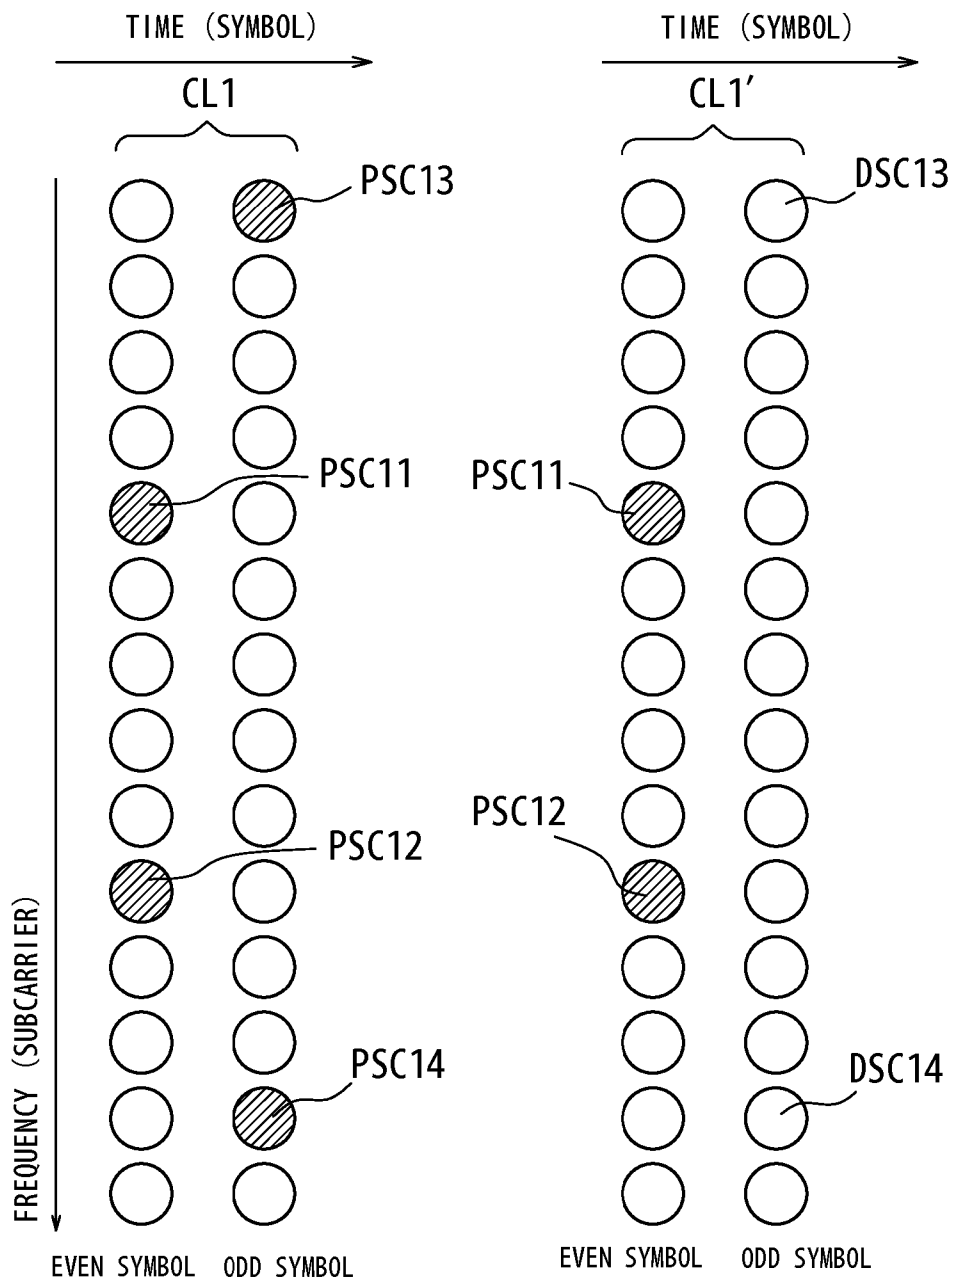 TIME (SYMBOL)
CL1
PSC13
PSC11
PSC12
PSC14
FREQUENCY (SUBCARRIER)
EVEN SYMBOL
ODD SYMBOL
TIME (SYMBOL)
CL1′
DSC13
PSC11
PSC12
DSC14
EVEN SYMBOL
ODD SYMBOL